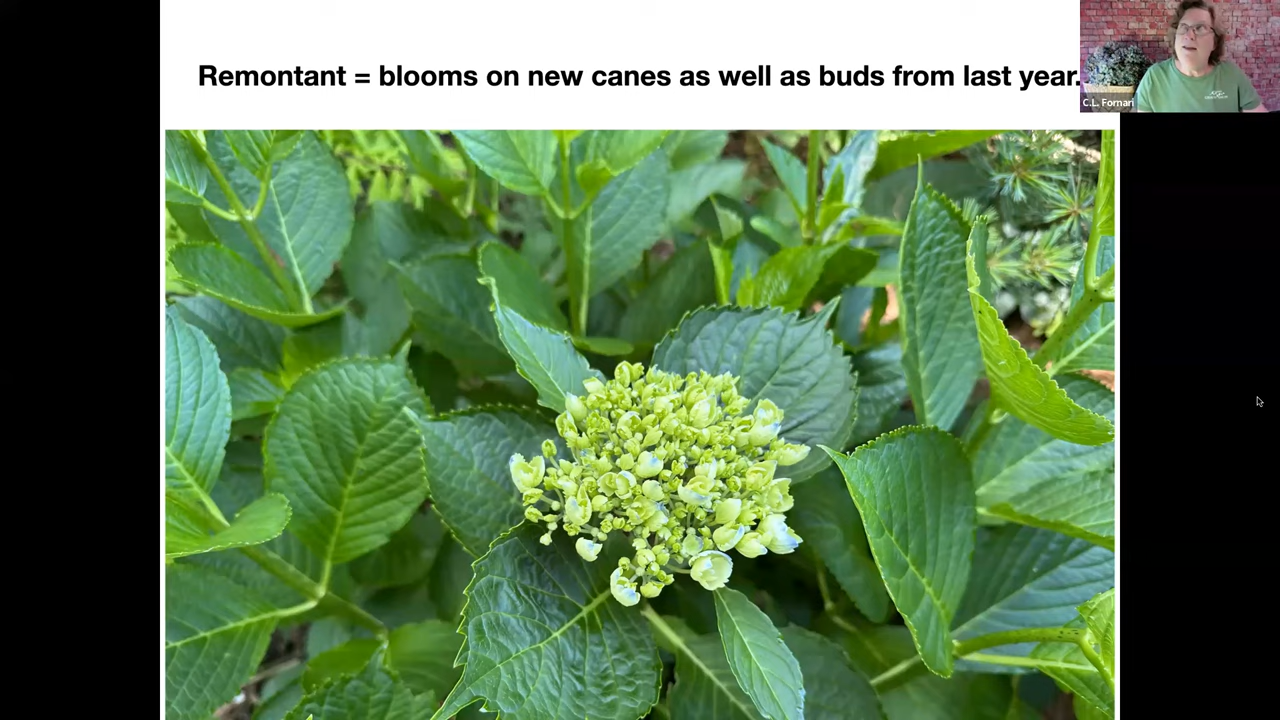 Remontant = blooms on new canes as well as buds from last year.
C.L. Fornari